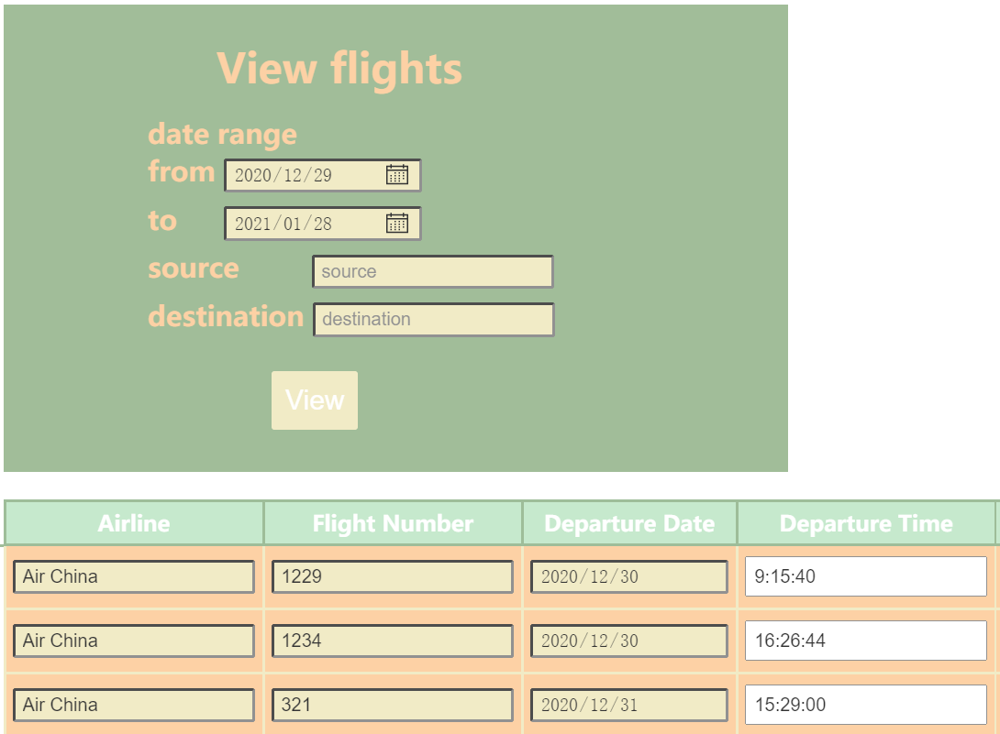 View flights
date range
from 2020/12/29
to 2021/01/28
source source
destination destination
View
Airline Flight Number Departure Date Departure Time
Air China 1229 2020/12/30 9:15:40
Air China 1234 2020/12/30 16:26:44
Air China 321 2020/12/31 15:29:00